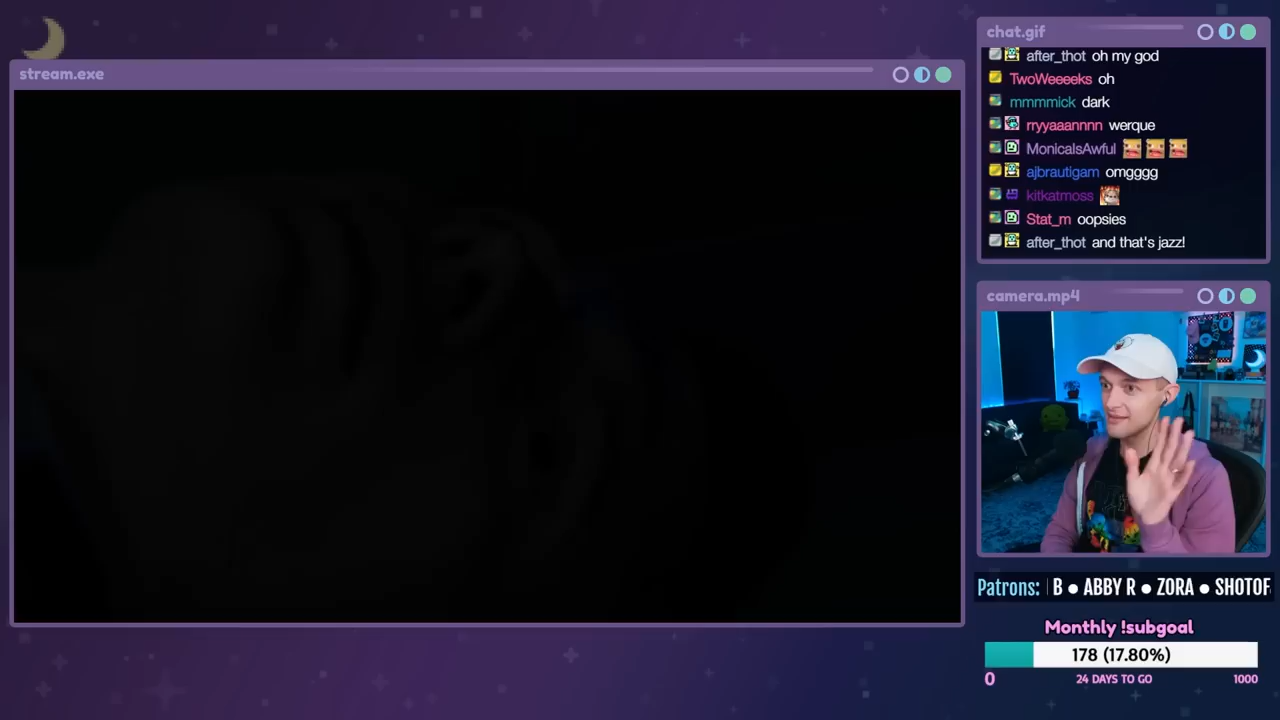 stream.exe
chat.gif
after_thot oh my god
TwoWeeeeks oh
mmmmick dark
rryyaaannnn werque
MonicaIsAwful
ajbrautigam omgggg
kitkatmoss
Stat_m oopsies
after_thot and that's jazz!
camera.mp4
Patrons: B ● ABBY R ● ZORA ● SHOTOF
Monthly !subgoal
178 (17.80%)
0 24 DAYS TO GO 1000